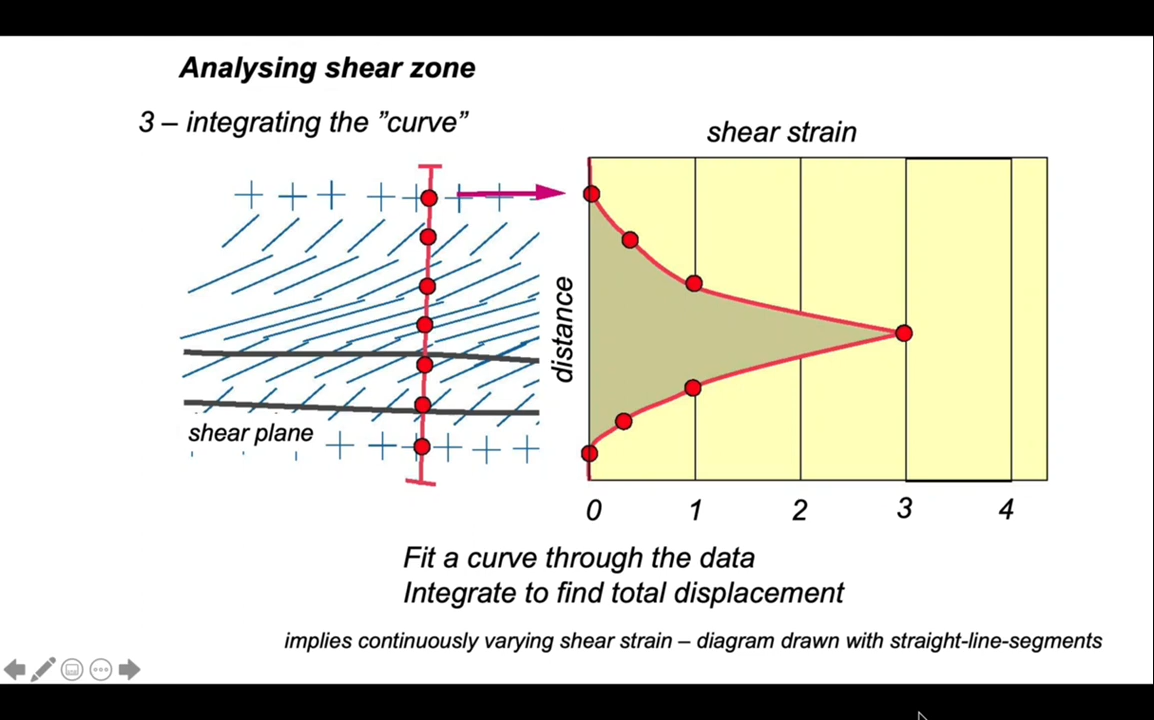 Analysing shear zone
3 – integrating the ”curve”
shear strain
distance
shear plane
0 1 2 3 4
Fit a curve through the data
Integrate to find total displacement
implies continuously varying shear strain – diagram drawn with straight-line-segments